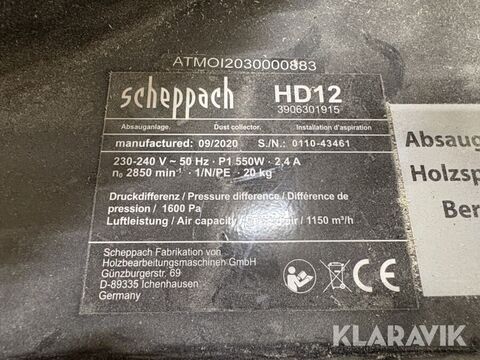 ATMOI2030000883
scheppach HD12
3906301915
Absauganlage. Dust collector. Installation d'aspiration
manufactured: 09/2020 S./N.: 0110-43461
230-240 V ~ 50 Hz · P1 550W · 2,4 A
n₀ 2850 min⁻¹ · 1/N/PE · 20 kg
Druckdifferenz / Pressure difference / Différence de
pression / 1600 Pa
Luftleistung / Air capacity / air / 1150 m³/h
Scheppach Fabrikation von
Holzbearbeitungsmaschinen GmbH
Günzburgerstr. 69
D-89335 Ichenhausen
Germany
CE
Absaug
Holzsp
Ber
KLARAVIK